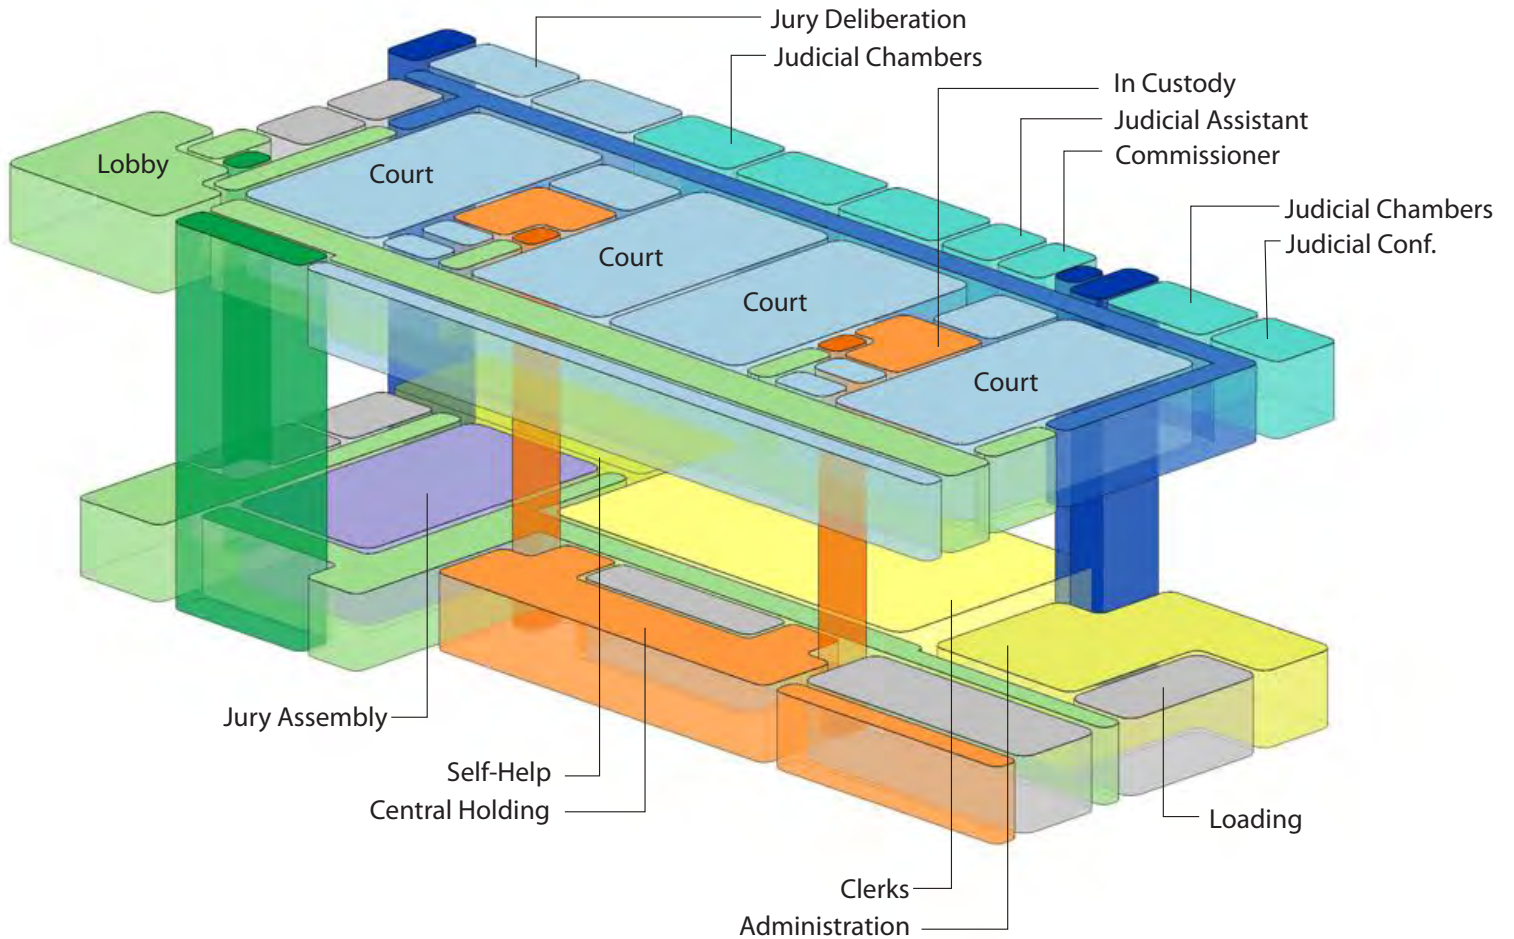 Jury Deliberation
Judicial Chambers
In Custody
Judicial Assistant
Commissioner
Lobby
Court
Judicial Chambers
Judicial Conf.
Court
Court
Court
Jury Assembly
Self-Help
Central Holding
Loading
Clerks
Administration